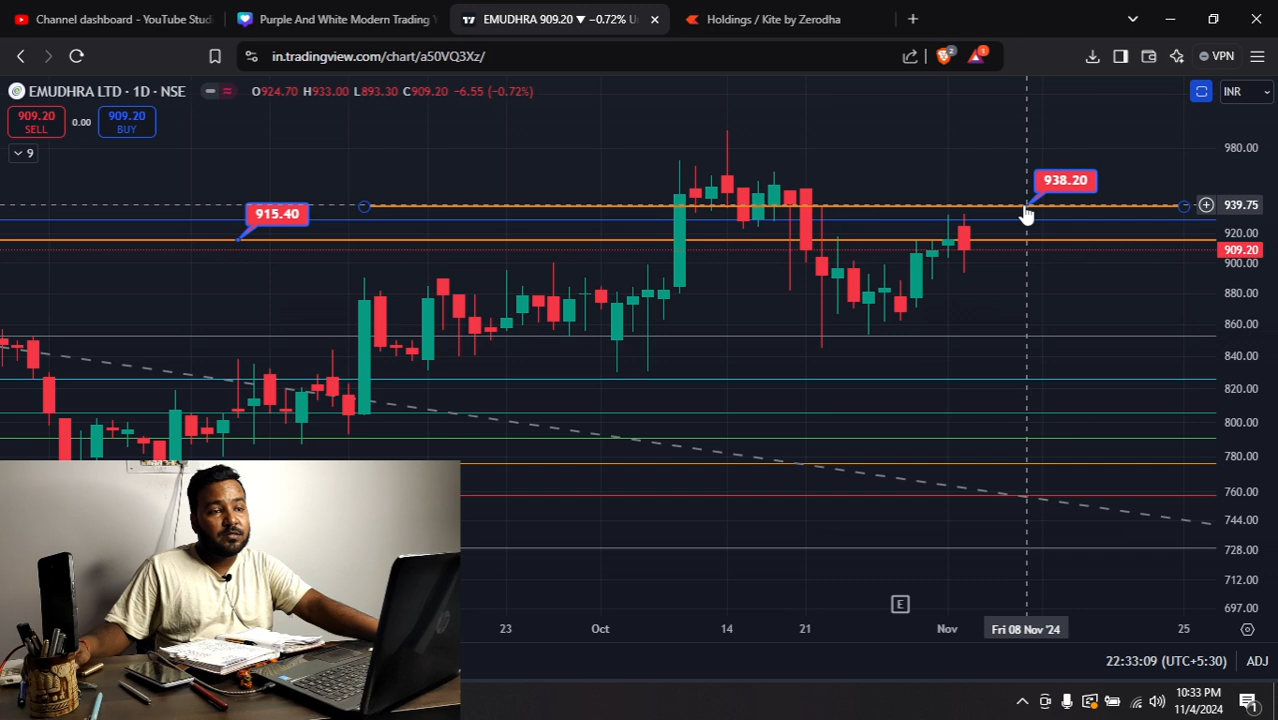 Channel dashboard - YouTube Stud
Purple And White Modern Trading Y
EMUDHRA 909.20 ▼ −0.72% U
Holdings / Kite by Zerodha
in.tradingview.com/chart/a50VQ3Xz/
2
1
VPN
EMUDHRA LTD · 1D · NSE
O924.70 H933.00 L893.30 C909.20 −6.55 (−0.72%)
INR
909.20
SELL
0.00
909.20
BUY
9
980.00
938.20
915.40
939.75
920.00
909.20
900.00
880.00
860.00
840.00
820.00
800.00
780.00
760.00
744.00
728.00
712.00
697.00
E
23
Oct
14
21
Nov
Fri 08 Nov '24
25
22:33:09 (UTC+5:30)
ADJ
10:33 PM
11/4/2024
1